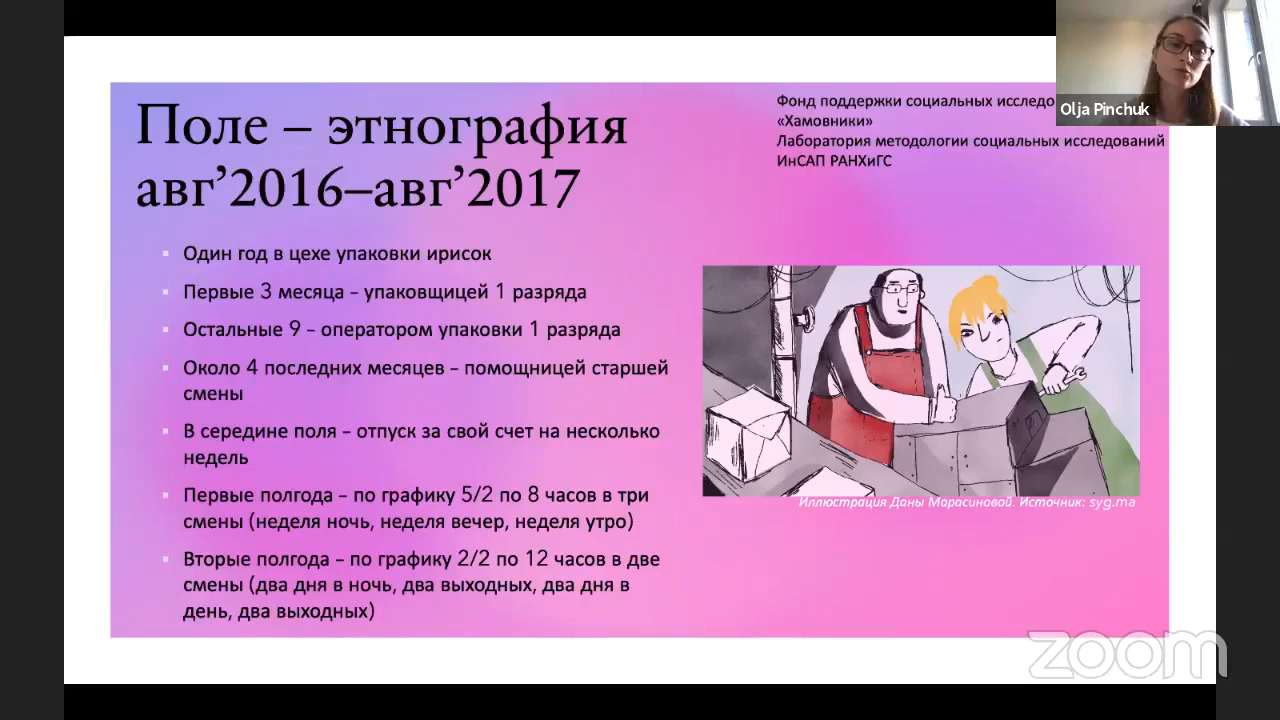 Поле – этнография
авг’2016–авг’2017
Фонд поддержки социальных
«Хамовники»
Лаборатория методологии социальных исследований
ИнСАП РАНХиГС
Olja Pinchuk
Один год в цехе упаковки ирисок
Первые 3 месяца – упаковщицей 1 разряда
Остальные 9 – оператором упаковки 1 разряда
Около 4 последних месяцев – помощницей старшей
смены
В середине поля – отпуск за свой счет на несколько
недель
Первые полгода – по графику 5/2 по 8 часов в три
смены (неделя ночь, неделя вечер, неделя утро)
Вторые полгода – по графику 2/2 по 12 часов в две
смены (два дня в ночь, два выходных, два дня в
день, два выходных)
Иллюстрация Даны Марасиновой. Источник: syg.ma
zoom